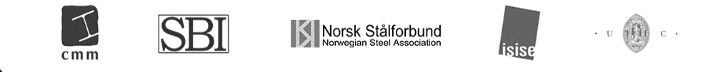 cmm
SBI
Norsk Stålforbund
Norwegian Steel Association
isise
· U C ·